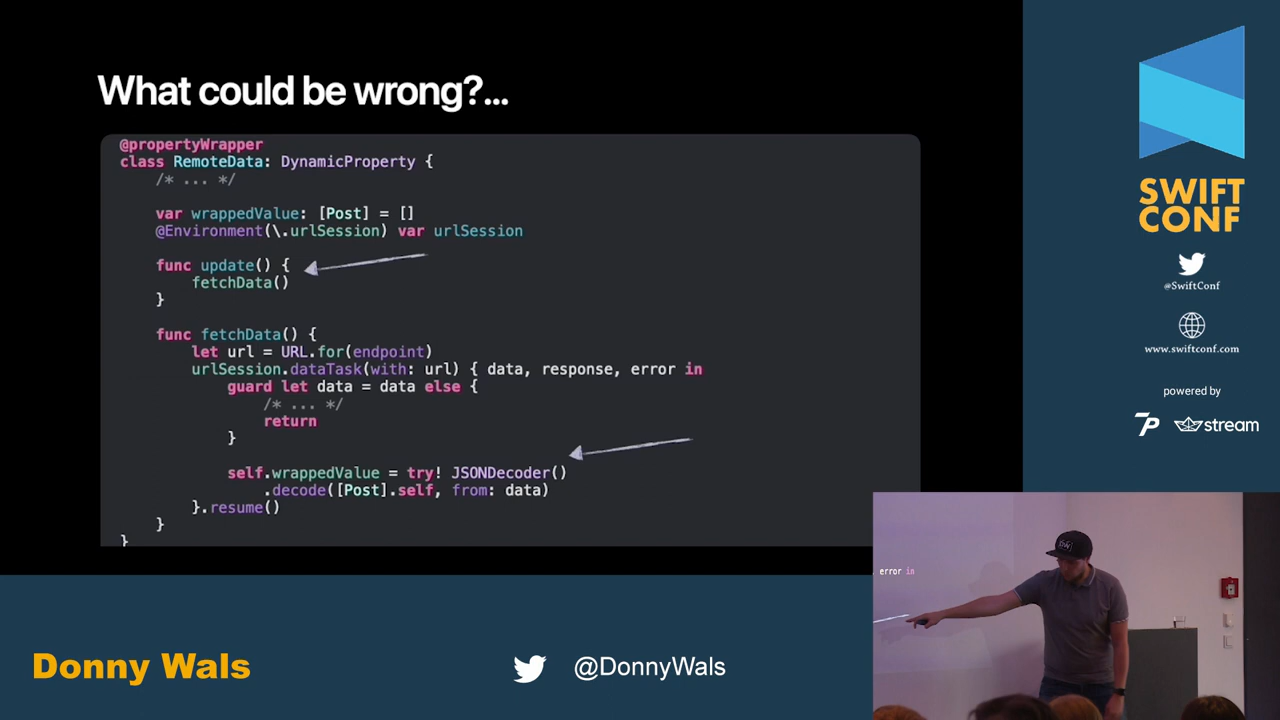 What could be wrong?...
@propertyWrapper
class RemoteData: DynamicProperty {
/* ... */
var wrappedValue: [Post] = []
@Environment(\.urlSession) var urlSession
func update() {
fetchData()
}
func fetchData() {
let url = URL.for(endpoint)
urlSession.dataTask(with: url) { data, response, error in
guard let data = data else {
/* ... */
return
}
self.wrappedValue = try! JSONDecoder()
.decode([Post].self, from: data)
}.resume()
}
}
SWIFT
CONF
@SwiftConf
www.swiftconf.com
powered by
7P stream
error in
Donny Wals
@DonnyWals